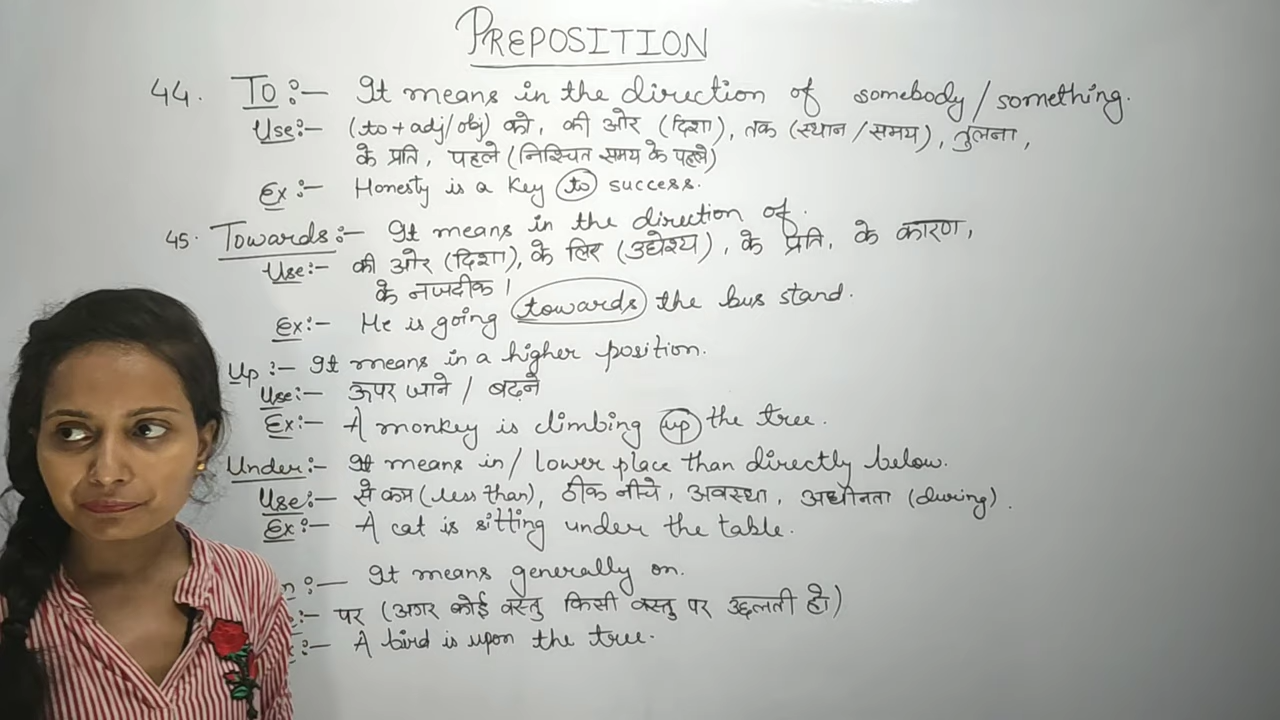 PREPOSITION
44. To :— It means in the direction of somebody/something.
Use:— (to + adj/obj) को, की ओर (दिशा), तक (स्थान/समय), तुलना,
के प्रति, पहले (निश्चित समय के पहले)
Ex :— Honesty is a key to success.
45. Towards:— It means in the direction of.
Use:— की ओर (दिशा), के लिए (उद्येश्य), के प्रति, के कारण,
के नजदीक।
Ex:— He is going towards the bus stand.
Up :— It means in a higher position.
Use:— ऊपर जाने / बढ़ने
Ex:— A monkey is climbing up the tree.
Under:— It means in/ lower place than directly below.
Use:— से कम (less than), ठीक नीचे, अवस्था, अधीनता (during).
Ex:— A cat is sitting under the table.
n :— It means generally on.
:— पर (अगर कोई वस्तु किसी वस्तु पर उछलती हो)
:— A bird is upon the tree.